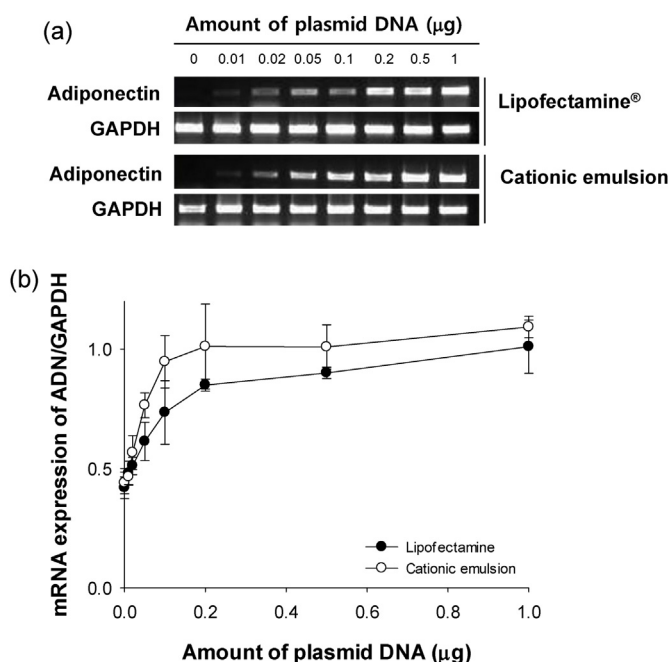 (a)
Amount of plasmid DNA (μg)
0 0.01 0.02 0.05 0.1 0.2 0.5 1
Adiponectin
GAPDH
Lipofectamine®
Adiponectin
GAPDH
Cationic emulsion
(b)
mRNA expression of ADN/GAPDH
1.0
0.5
0.0
Lipofectamine
Cationic emulsion
0.0 0.2 0.4 0.6 0.8 1.0
Amount of plasmid DNA (μg)